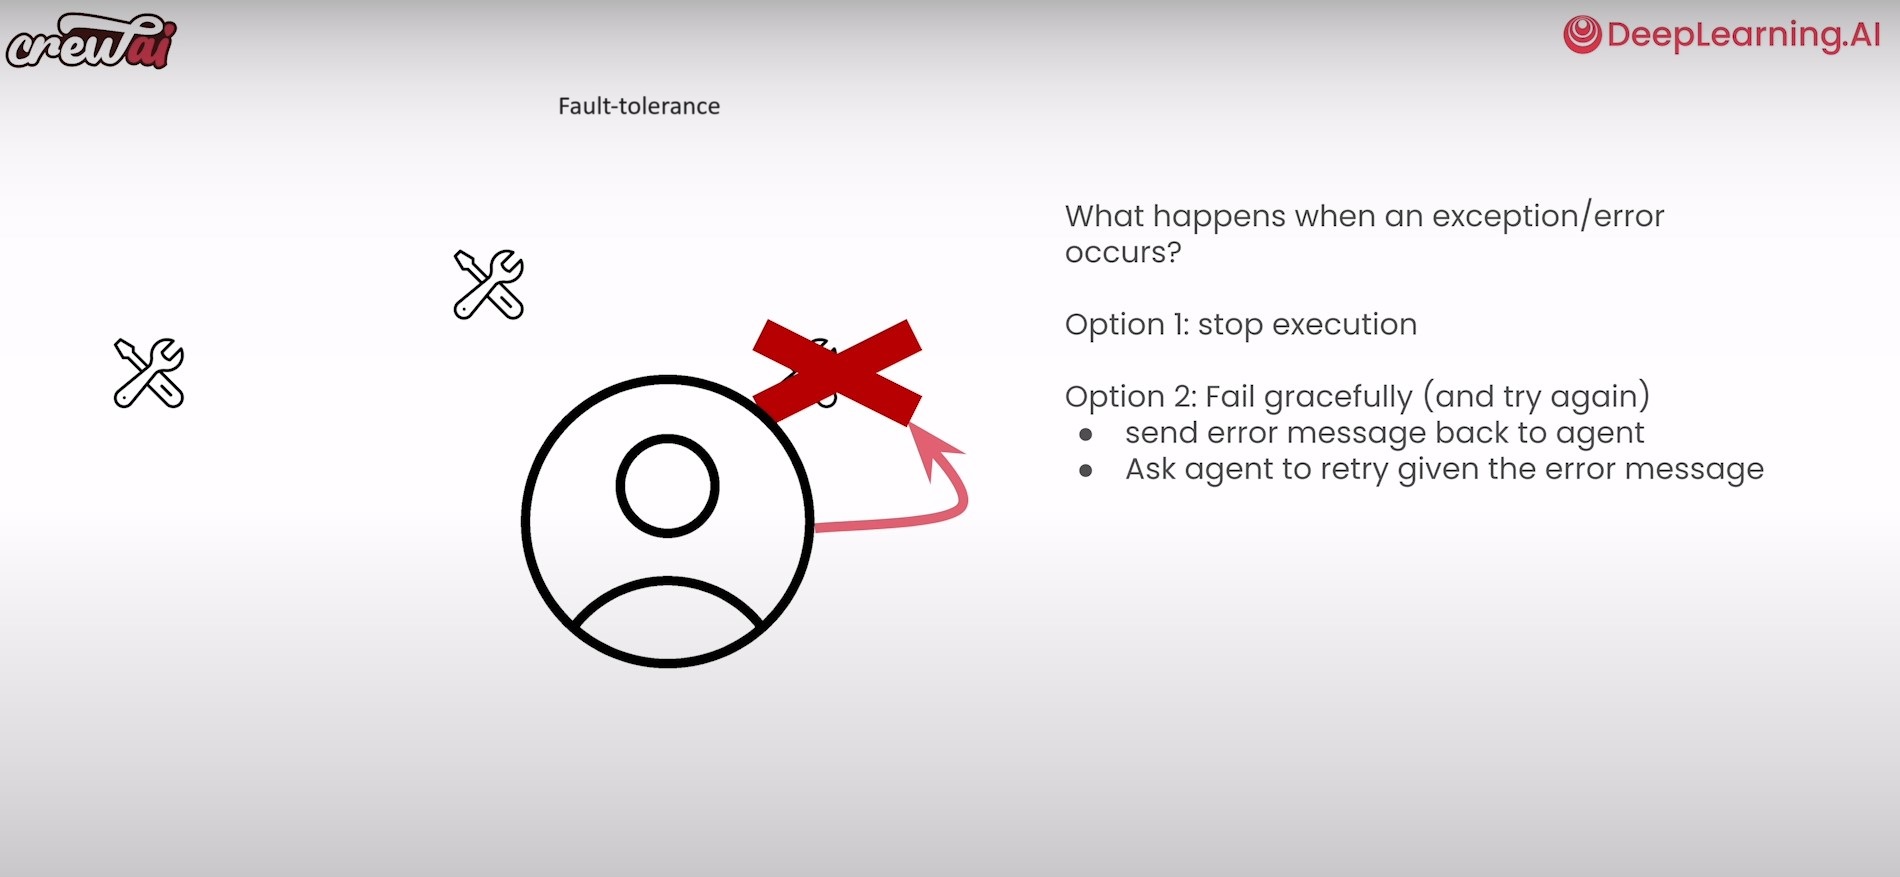 crewai
DeepLearning.AI
Fault-tolerance
What happens when an exception/error
occurs?
Option 1: stop execution
Option 2: Fail gracefully (and try again)
● send error message back to agent
● Ask agent to retry given the error message